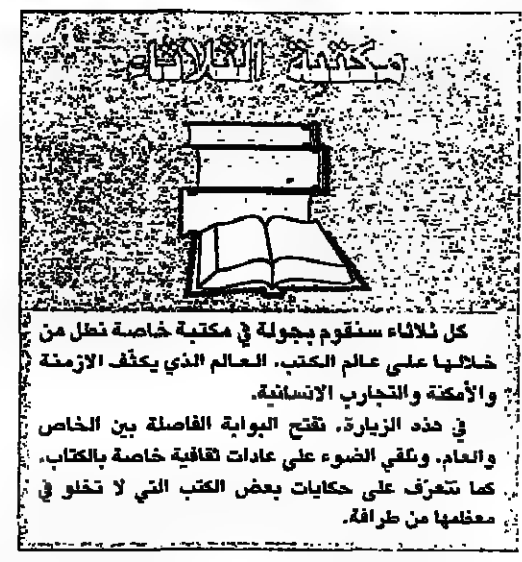 مكتبة الثلاثاء
كل ثلاثاء سنقوم بجولة في مكتبة خاصة نطل من
خلالها على عالم الكتب. العالم الذي يكثّف الازمنة
والأمكنة والتجارب الانسانية.
في هذه الزيارة، نفتح البوابة الفاصلة بين الخاص
والعام، ونلقي الضوء على عادات ثقافية خاصة بالكتاب،
كما نتعرّف على حكايات بعض الكتب التي لا تخلو في
معظمها من طرافة.